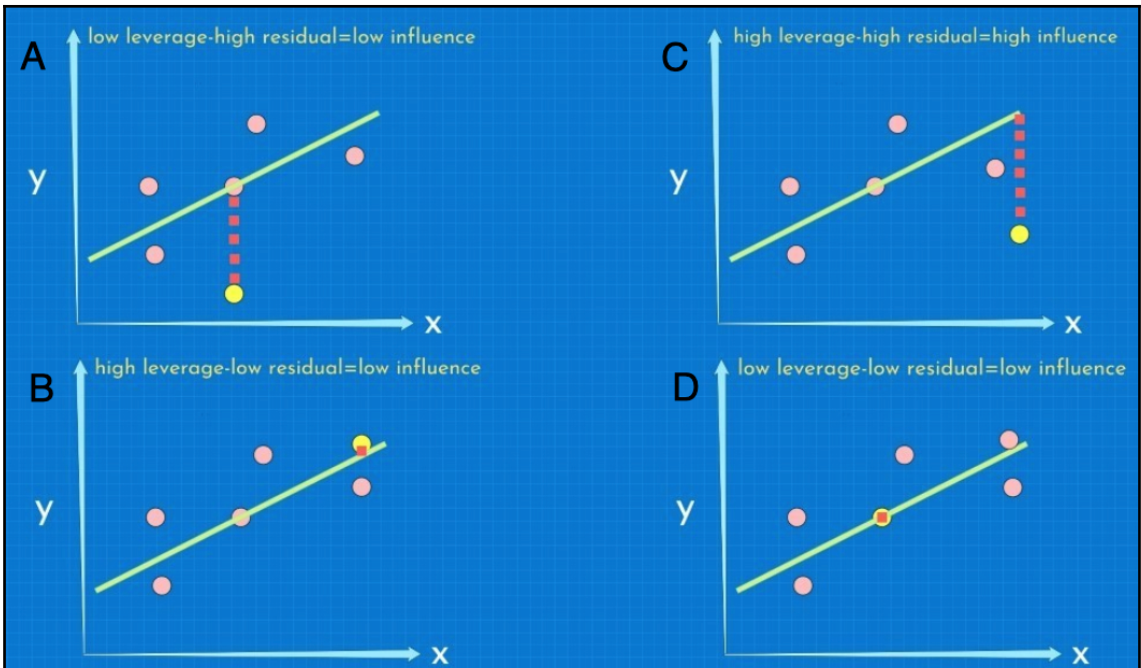 A
low leverage-high residual=low influence
y
x
C
high leverage-high residual=high influence
y
x
B
high leverage-low residual=low influence
y
x
D
low leverage-low residual=low influence
y
x